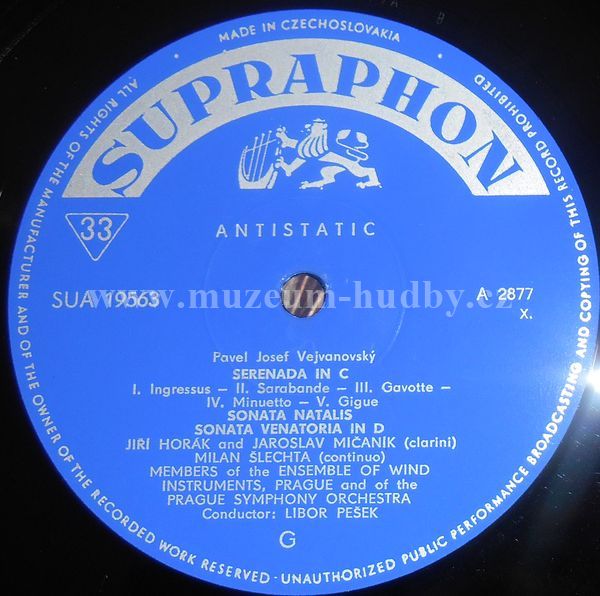 MADE IN CZECHOSLOVAKIA
ALL RIGHTS OF THE MANUFACTURER AND OF THE OWNER OF THE RECORDED WORK RESERVED · UNAUTHORIZED PUBLIC PERFORMANCE BROADCASTING AND COPYING OF THIS RECORD PROHIBITED
SUPRAPHON
33
ANTISTATIC
SUA 19563
A 2877
x.
www.muzeum-hudby.cz
Pavel Josef Vejvanovský
SERENADA IN C
I. Ingressus – II. Sarabande – III. Gavotte –
IV. Minuetto – V. Gigue
SONATA NATALIS
SONATA VENATORIA IN D
JIŘÍ HORÁK and JAROSLAV MIČANÍK (clarini)
MILAN ŠLECHTA (continuo)
MEMBERS of the ENSEMBLE OF WIND
INSTRUMENTS, PRAGUE and of the
PRAGUE SYMPHONY ORCHESTRA
Conductor: LIBOR PEŠEK
G